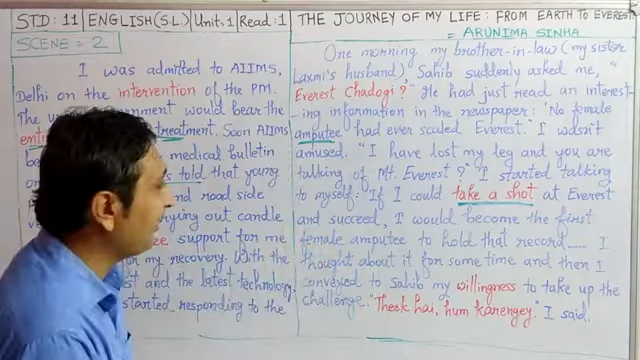 STD: 11 ENGLISH (S.L.) Unit: 1 Read: 1 THE JOURNEY OF MY LIFE: FROM EARTH TO EVEREST
= ARUNIMA SINHA
SCENE = 2
I was admitted to AIIMS,
Delhi on the intervention of the PM.
The would bear the
treatment. Soon AIIMS
medical bulletin
told that young
and road side
out candle
support for me
my recovery. With the
and the latest technology,
started responding to the
One morning, my brother-in-law (my sister
Laxmi's husband), Sahib suddenly asked me, "
Everest Chadogi ?" He had just read an interest-
-ing information in the newspaper: 'No female
amputee had ever scaled Everest.' I wasn't
amused. "I have lost my leg and you are
talking of Mt. Everest ?" I started talking
to myself: If I could take a shot at Everest
and succeed, I would become the first
female amputee to hold that record...... I
thought about it for some time and then I
conveyed to Sahib my willingness to take up the
challenge. "Theek hai, hum karengey." I said.